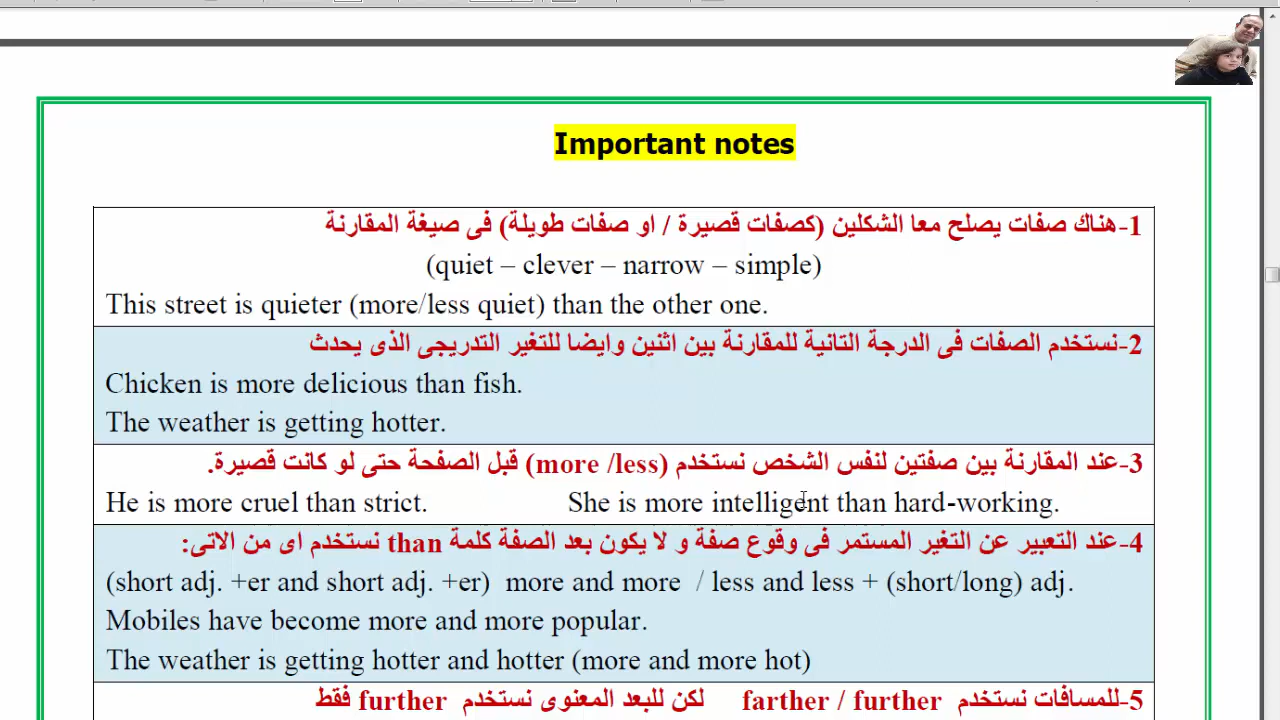 Important notes
1-هناك صفات يصلح معا الشكلين (كصفات قصيرة / او صفات طويلة) فى صيغة المقارنة
(quiet – clever – narrow – simple)
This street is quieter (more/less quiet) than the other one.
2-نستخدم الصفات فى الدرجة التانية للمقارنة بين اثنين وايضا للتغير التدريجى الذى يحدث
Chicken is more delicious than fish.
The weather is getting hotter.
3-عند المقارنة بين صفتين لنفس الشخص نستخدم (more /less) قبل الصفحة حتى لو كانت قصيرة.
He is more cruel than strict. She is more intelligent than hard-working.
4-عند التعبير عن التغير المستمر فى وقوع صفة و لا يكون بعد الصفة كلمة than نستخدم اى من الاتى:
(short adj. +er and short adj. +er) more and more / less and less + (short/long) adj.
Mobiles have become more and more popular.
The weather is getting hotter and hotter (more and more hot)
5-للمسافات نستخدم farther / further لكن للبعد المعنوى نستخدم further فقط